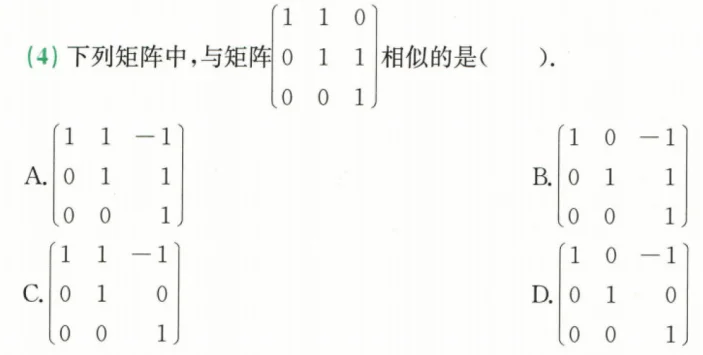 (4) 下列矩阵中,与矩阵 $\begin{pmatrix} 1 & 1 & 0 \\ 0 & 1 & 1 \\ 0 & 0 & 1 \end{pmatrix}$ 相似的是(    ).
A. $\begin{pmatrix} 1 & 1 & -1 \\ 0 & 1 & 1 \\ 0 & 0 & 1 \end{pmatrix}$ B. $\begin{pmatrix} 1 & 0 & -1 \\ 0 & 1 & 1 \\ 0 & 0 & 1 \end{pmatrix}$
C. $\begin{pmatrix} 1 & 1 & -1 \\ 0 & 1 & 0 \\ 0 & 0 & 1 \end{pmatrix}$ D. $\begin{pmatrix} 1 & 0 & -1 \\ 0 & 1 & 0 \\ 0 & 0 & 1 \end{pmatrix}$